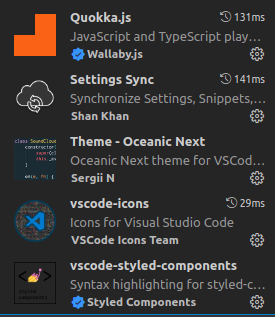 Quokka.js 131ms
JavaScript and TypeScript play...
Wallaby.js
Settings Sync 141ms
Synchronize Settings, Snippets,...
Shan Khan
Theme - Oceanic Next
Oceanic Next theme for VSCod...
Sergii N
vscode-icons 29ms
Icons for Visual Studio Code
VSCode Icons Team
vscode-styled-components
Syntax highlighting for styled-c...
Styled Components